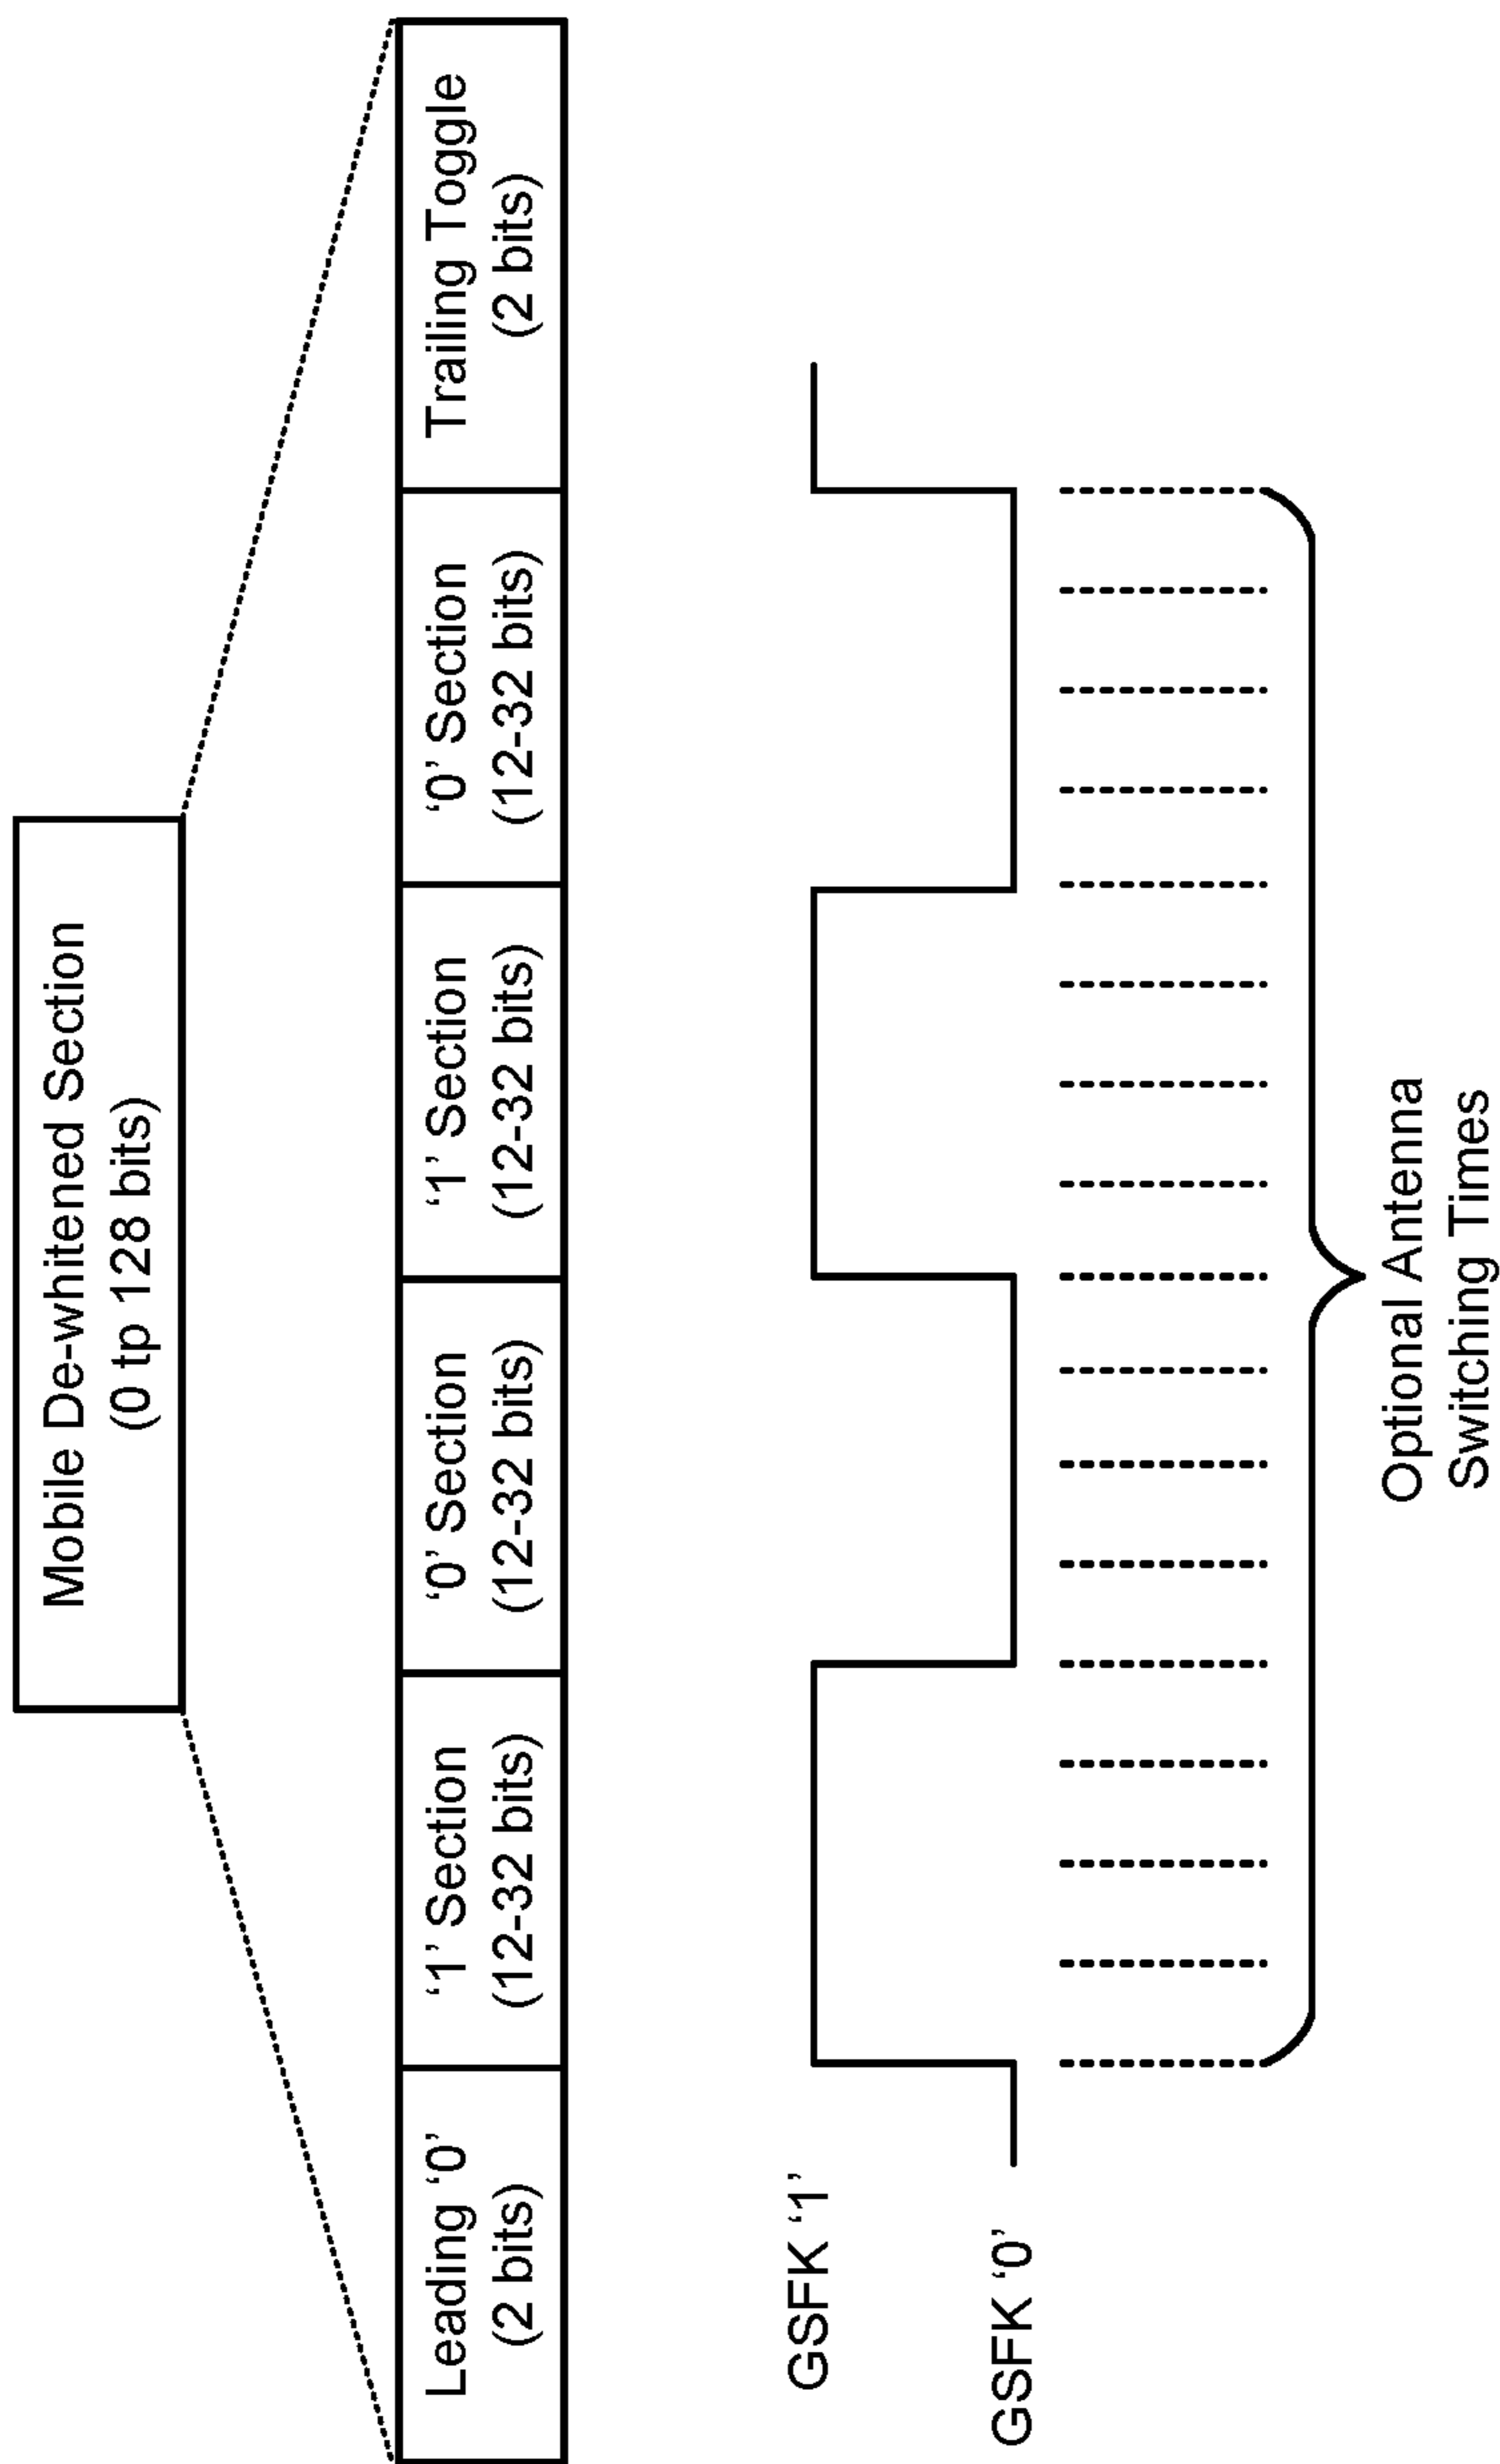 Mobile De-whitened Section
(0 tp 128 bits)
Leading ‘0’
(2 bits)
‘1’ Section
(12-32 bits)
‘0’ Section
(12-32 bits)
‘1’ Section
(12-32 bits)
‘0’ Section
(12-32 bits)
Trailing Toggle
(2 bits)
GSFK ‘1’
GSFK ‘0’
Optional Antenna
Switching Times